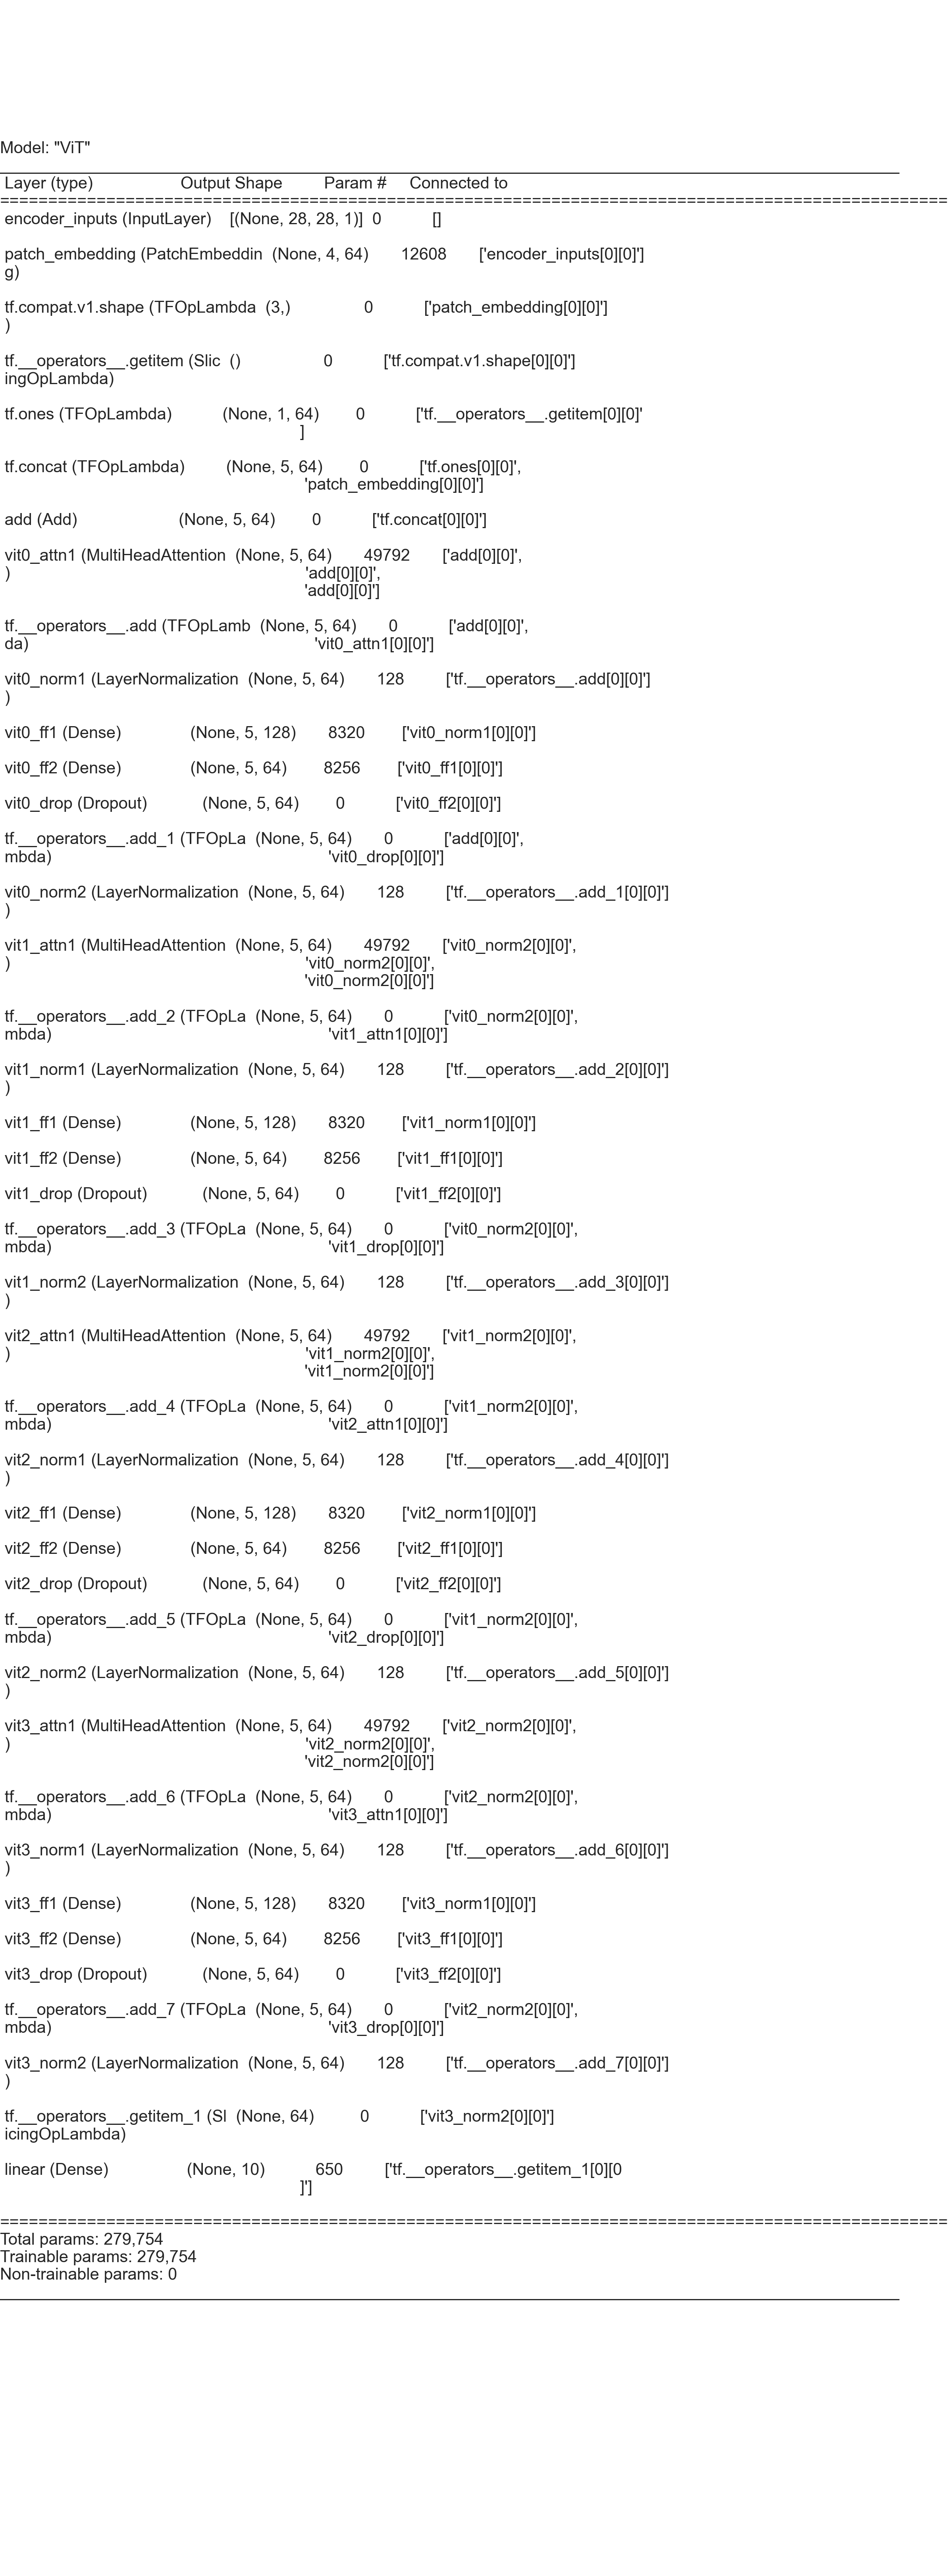 Model: "ViT"
Layer (type) Output Shape Param # Connected to
==================================================================================================
encoder_inputs (InputLayer) [(None, 28, 28, 1)] 0 []
patch_embedding (PatchEmbeddin (None, 4, 64) 12608 ['encoder_inputs[0][0]']
g)
tf.compat.v1.shape (TFOpLambda (3,) 0 ['patch_embedding[0][0]']
)
tf.__operators__.getitem (Slic () 0 ['tf.compat.v1.shape[0][0]']
ingOpLambda)
tf.ones (TFOpLambda) (None, 1, 64) 0 ['tf.__operators__.getitem[0][0]'
]
tf.concat (TFOpLambda) (None, 5, 64) 0 ['tf.ones[0][0]',
'patch_embedding[0][0]']
add (Add) (None, 5, 64) 0 ['tf.concat[0][0]']
vit0_attn1 (MultiHeadAttention (None, 5, 64) 49792 ['add[0][0]',
) 'add[0][0]',
'add[0][0]']
tf.__operators__.add (TFOpLamb (None, 5, 64) 0 ['add[0][0]',
da) 'vit0_attn1[0][0]']
vit0_norm1 (LayerNormalization (None, 5, 64) 128 ['tf.__operators__.add[0][0]']
)
vit0_ff1 (Dense) (None, 5, 128) 8320 ['vit0_norm1[0][0]']
vit0_ff2 (Dense) (None, 5, 64) 8256 ['vit0_ff1[0][0]']
vit0_drop (Dropout) (None, 5, 64) 0 ['vit0_ff2[0][0]']
tf.__operators__.add_1 (TFOpLa (None, 5, 64) 0 ['add[0][0]',
mbda) 'vit0_drop[0][0]']
vit0_norm2 (LayerNormalization (None, 5, 64) 128 ['tf.__operators__.add_1[0][0]']
)
vit1_attn1 (MultiHeadAttention (None, 5, 64) 49792 ['vit0_norm2[0][0]',
) 'vit0_norm2[0][0]',
'vit0_norm2[0][0]']
tf.__operators__.add_2 (TFOpLa (None, 5, 64) 0 ['vit0_norm2[0][0]',
mbda) 'vit1_attn1[0][0]']
vit1_norm1 (LayerNormalization (None, 5, 64) 128 ['tf.__operators__.add_2[0][0]']
)
vit1_ff1 (Dense) (None, 5, 128) 8320 ['vit1_norm1[0][0]']
vit1_ff2 (Dense) (None, 5, 64) 8256 ['vit1_ff1[0][0]']
vit1_drop (Dropout) (None, 5, 64) 0 ['vit1_ff2[0][0]']
tf.__operators__.add_3 (TFOpLa (None, 5, 64) 0 ['vit0_norm2[0][0]',
mbda) 'vit1_drop[0][0]']
vit1_norm2 (LayerNormalization (None, 5, 64) 128 ['tf.__operators__.add_3[0][0]']
)
vit2_attn1 (MultiHeadAttention (None, 5, 64) 49792 ['vit1_norm2[0][0]',
) 'vit1_norm2[0][0]',
'vit1_norm2[0][0]']
tf.__operators__.add_4 (TFOpLa (None, 5, 64) 0 ['vit1_norm2[0][0]',
mbda) 'vit2_attn1[0][0]']
vit2_norm1 (LayerNormalization (None, 5, 64) 128 ['tf.__operators__.add_4[0][0]']
)
vit2_ff1 (Dense) (None, 5, 128) 8320 ['vit2_norm1[0][0]']
vit2_ff2 (Dense) (None, 5, 64) 8256 ['vit2_ff1[0][0]']
vit2_drop (Dropout) (None, 5, 64) 0 ['vit2_ff2[0][0]']
tf.__operators__.add_5 (TFOpLa (None, 5, 64) 0 ['vit1_norm2[0][0]',
mbda) 'vit2_drop[0][0]']
vit2_norm2 (LayerNormalization (None, 5, 64) 128 ['tf.__operators__.add_5[0][0]']
)
vit3_attn1 (MultiHeadAttention (None, 5, 64) 49792 ['vit2_norm2[0][0]',
) 'vit2_norm2[0][0]',
'vit2_norm2[0][0]']
tf.__operators__.add_6 (TFOpLa (None, 5, 64) 0 ['vit2_norm2[0][0]',
mbda) 'vit3_attn1[0][0]']
vit3_norm1 (LayerNormalization (None, 5, 64) 128 ['tf.__operators__.add_6[0][0]']
)
vit3_ff1 (Dense) (None, 5, 128) 8320 ['vit3_norm1[0][0]']
vit3_ff2 (Dense) (None, 5, 64) 8256 ['vit3_ff1[0][0]']
vit3_drop (Dropout) (None, 5, 64) 0 ['vit3_ff2[0][0]']
tf.__operators__.add_7 (TFOpLa (None, 5, 64) 0 ['vit2_norm2[0][0]',
mbda) 'vit3_drop[0][0]']
vit3_norm2 (LayerNormalization (None, 5, 64) 128 ['tf.__operators__.add_7[0][0]']
)
tf.__operators__.getitem_1 (Sl (None, 64) 0 ['vit3_norm2[0][0]']
icingOpLambda)
linear (Dense) (None, 10) 650 ['tf.__operators__.getitem_1[0][0
]']
==================================================================================================
Total params: 279,754
Trainable params: 279,754
Non-trainable params: 0